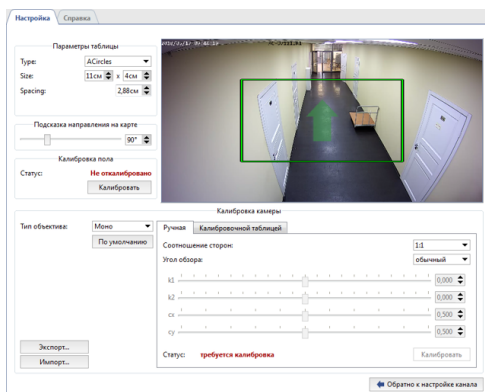 Настройка Справка
Параметры таблицы
Type: ACircles
Size: 11см x 4см
Spacing: 2,88см
Подсказка направления на карте
90°
Калибровка пола
Статус: Не откалибровано
Калибровать
Калибровка камеры
Тип объектива: Моно
По умолчанию
Ручная Калибровочной таблицей
Соотношение сторон: 1:1
Угол обзора: обычный
k1 0,000
k2 0,000
cx 0,500
cy 0,500
Статус: требуется калибровка
Калибровать
Экспорт...
Импорт...
Обратно к настройке канала